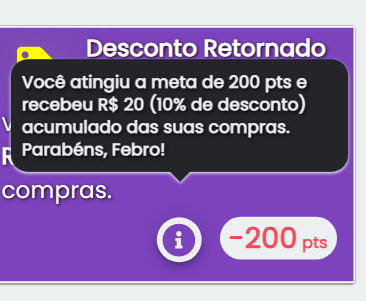 Desconto Retornado
Você atingiu a meta de 200 pts e
recebeu R$ 20 (10% de desconto)
acumulado das suas compras.
Parabéns, Febro!
compras.
-200 pts